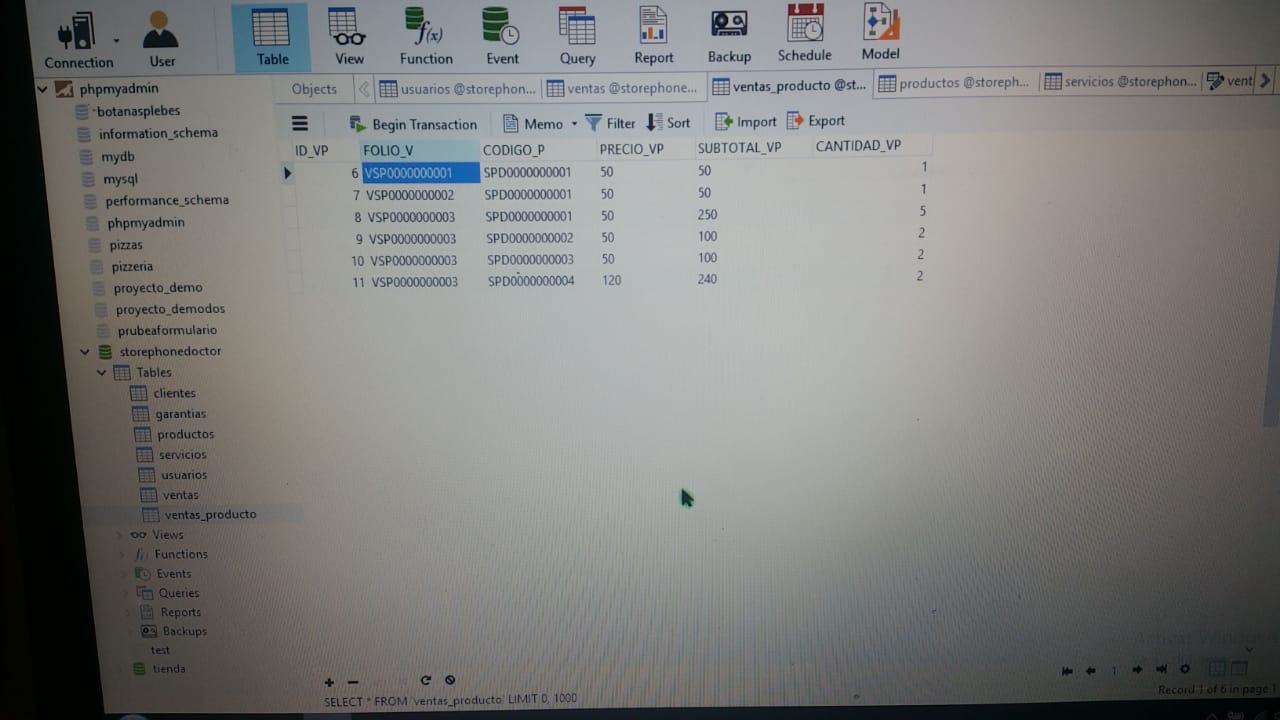 Connection User Table View Function Event Query Report Backup Schedule Model
f(x)
Objects usuarios @storephon... ventas @storephone... ventas_producto @st... productos @storeph... servicios @storephon... vent
Begin Transaction Memo Filter Sort Import Export
ID_VP FOLIO_V CODIGO_P PRECIO_VP SUBTOTAL_VP CANTIDAD_VP
6 VSP0000000001 SPD0000000001 50 50 1
7 VSP0000000002 SPD0000000001 50 50 1
8 VSP0000000003 SPD0000000001 50 250 5
9 VSP0000000003 SPD0000000002 50 100 2
10 VSP0000000003 SPD0000000003 50 100 2
11 VSP0000000003 SPD0000000004 120 240 2
phpmyadmin
botanasplebes
information_schema
mydb
mysql
performance_schema
phpmyadmin
pizzas
pizzeria
proyecto_demo
proyecto_demodos
prubeaformulario
storephonedoctor
Tables
clientes
garantias
productos
servicios
usuarios
ventas
ventas_producto
Views
Functions
Events
Queries
Reports
Backups
test
tienda
Activar Windows
1
SELECT * FROM `ventas_producto` LIMIT 0, 1000
Record 1 of 6 in page 1